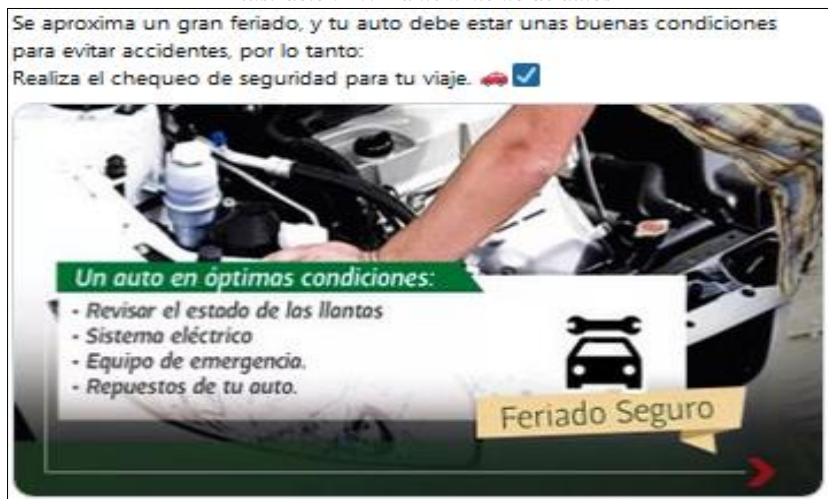 Se aproxima un gran feriado, y tu auto debe estar unas buenas condiciones
para evitar accidentes, por lo tanto:
Realiza el chequeo de seguridad para tu viaje. 🚗 ☑️
Un auto en óptimas condiciones:
- Revisar el estado de las llantas
- Sistema eléctrico
- Equipo de emergencia.
- Repuestos de tu auto.
Feriado Seguro